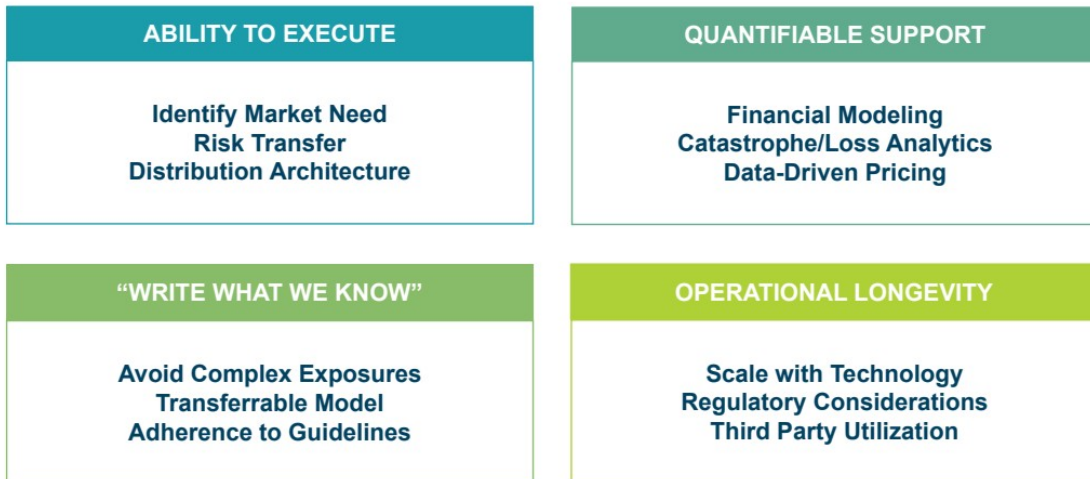 ABILITY TO EXECUTE
Identify Market Need
Risk Transfer
Distribution Architecture
QUANTIFIABLE SUPPORT
Financial Modeling
Catastrophe/Loss Analytics
Data-Driven Pricing
“WRITE WHAT WE KNOW”
Avoid Complex Exposures
Transferrable Model
Adherence to Guidelines
OPERATIONAL LONGEVITY
Scale with Technology
Regulatory Considerations
Third Party Utilization